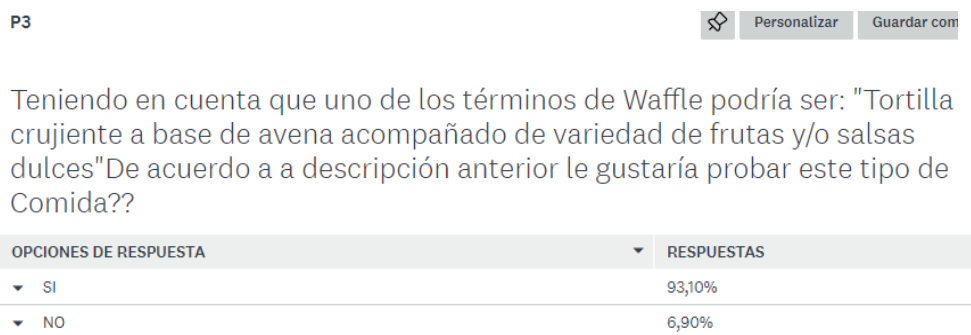 P3 Personalizar Guardar com
Teniendo en cuenta que uno de los términos de Waffle podría ser: "Tortilla
crujiente a base de avena acompañado de variedad de frutas y/o salsas
dulces"De acuerdo a a descripción anterior le gustaría probar este tipo de
Comida??
OPCIONES DE RESPUESTA RESPUESTAS
SI 93,10%
NO 6,90%